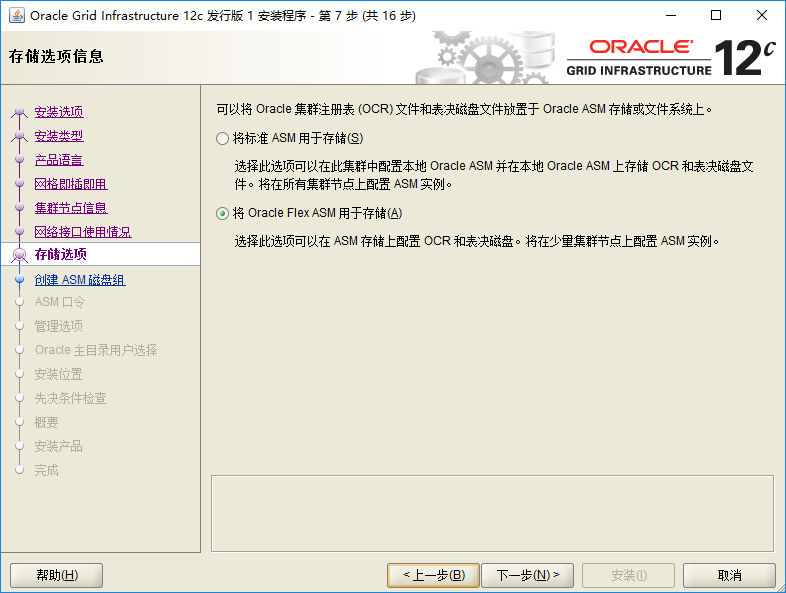 Oracle Grid Infrastructure 12c 发行版 1 安装程序 - 第 7 步 (共 16 步)
存储选项信息
ORACLE®
GRID INFRASTRUCTURE 12c
安装选项
安装类型
产品语言
网格即插即用
集群节点信息
网络接口使用情况
存储选项
创建 ASM 磁盘组
ASM 口令
管理选项
Oracle 主目录用户选择
安装位置
先决条件检查
概要
安装产品
完成
可以将 Oracle 集群注册表 (OCR) 文件和表决磁盘文件放置于 Oracle ASM 存储或文件系统上。
将标准 ASM 用于存储(S)
选择此选项可以在此集群中配置本地 Oracle ASM 并在本地 Oracle ASM 上存储 OCR 和表决磁盘文
件。将在所有集群节点上配置 ASM 实例。
将 Oracle Flex ASM 用于存储(A)
选择此选项可以在 ASM 存储上配置 OCR 和表决磁盘。将在少量集群节点上配置 ASM 实例。
帮助(H)
< 上一步(B)
下一步(N) >
安装(I)
取消